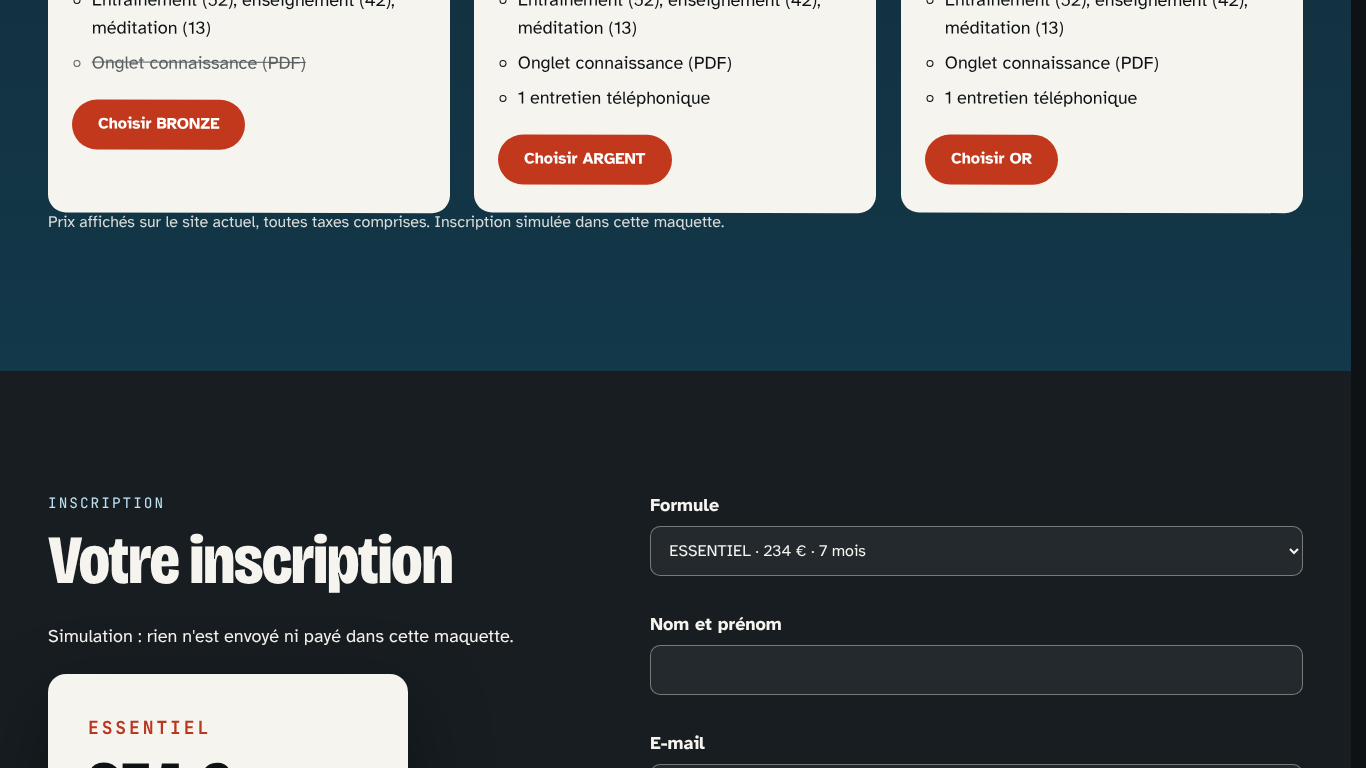 Entraînement (52), enseignement (42),
méditation (13)
Onglet connaissance (PDF)
Choisir BRONZE
Entraînement (52), enseignement (42),
méditation (13)
Onglet connaissance (PDF)
1 entretien téléphonique
Choisir ARGENT
Entraînement (52), enseignement (42),
méditation (13)
Onglet connaissance (PDF)
1 entretien téléphonique
Choisir OR
Prix affichés sur le site actuel, toutes taxes comprises. Inscription simulée dans cette maquette.
INSCRIPTION
Votre inscription
Simulation : rien n'est envoyé ni payé dans cette maquette.
ESSENTIEL
Formule
ESSENTIEL · 234 € · 7 mois
Nom et prénom
E-mail